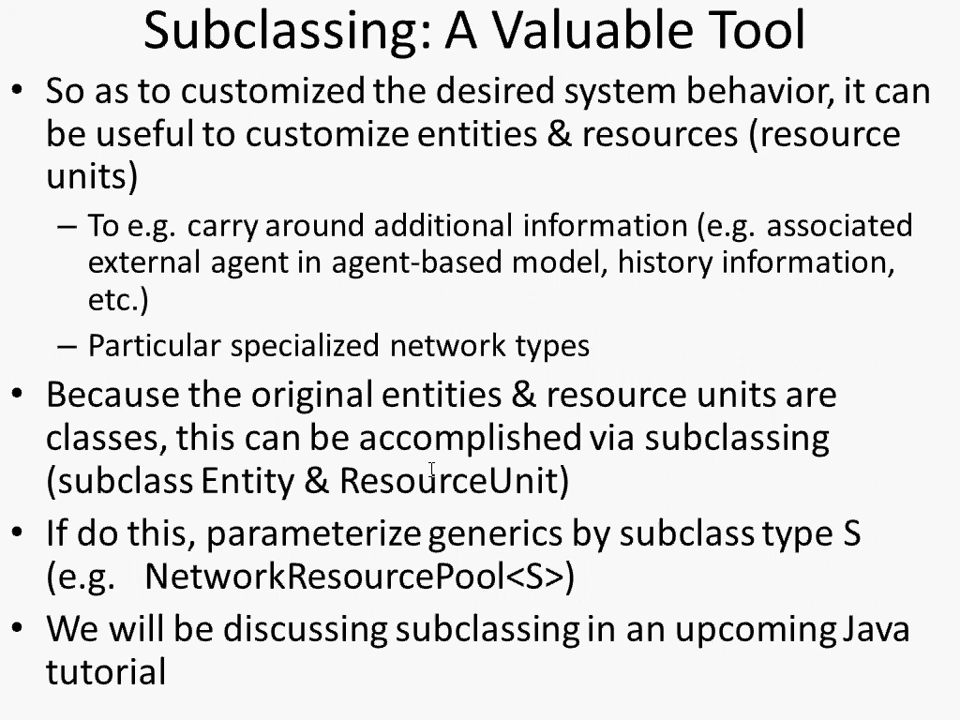 Subclassing: A Valuable Tool
• So as to customized the desired system behavior, it can
be useful to customize entities & resources (resource
units)
– To e.g. carry around additional information (e.g. associated
external agent in agent-based model, history information,
etc.)
– Particular specialized network types
• Because the original entities & resource units are
classes, this can be accomplished via subclassing
(subclass Entity & ResourceUnit)
• If do this, parameterize generics by subclass type S
(e.g. NetworkResourcePool<S>)
• We will be discussing subclassing in an upcoming Java
tutorial